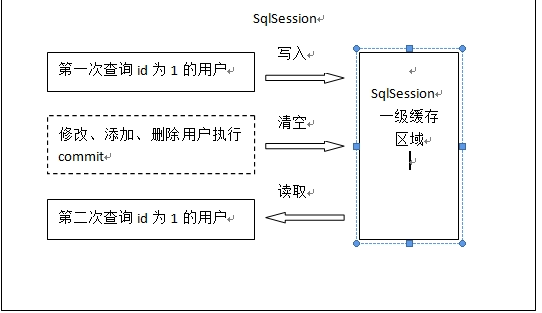 SqlSession
写入
第一次查询 id 为 1 的用户
SqlSession
一级缓存
区域
清空
修改、添加、删除用户执行
commit
读取
第二次查询 id 为 1 的用户